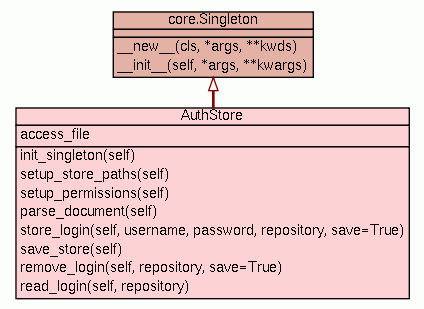 core.Singleton
__new__(cls, *args, **kwds)
__init__(self, *args, **kwargs)
AuthStore
access_file
init_singleton(self)
setup_store_paths(self)
setup_permissions(self)
parse_document(self)
store_login(self, username, password, repository, save=True)
save_store(self)
remove_login(self, repository, save=True)
read_login(self, repository)